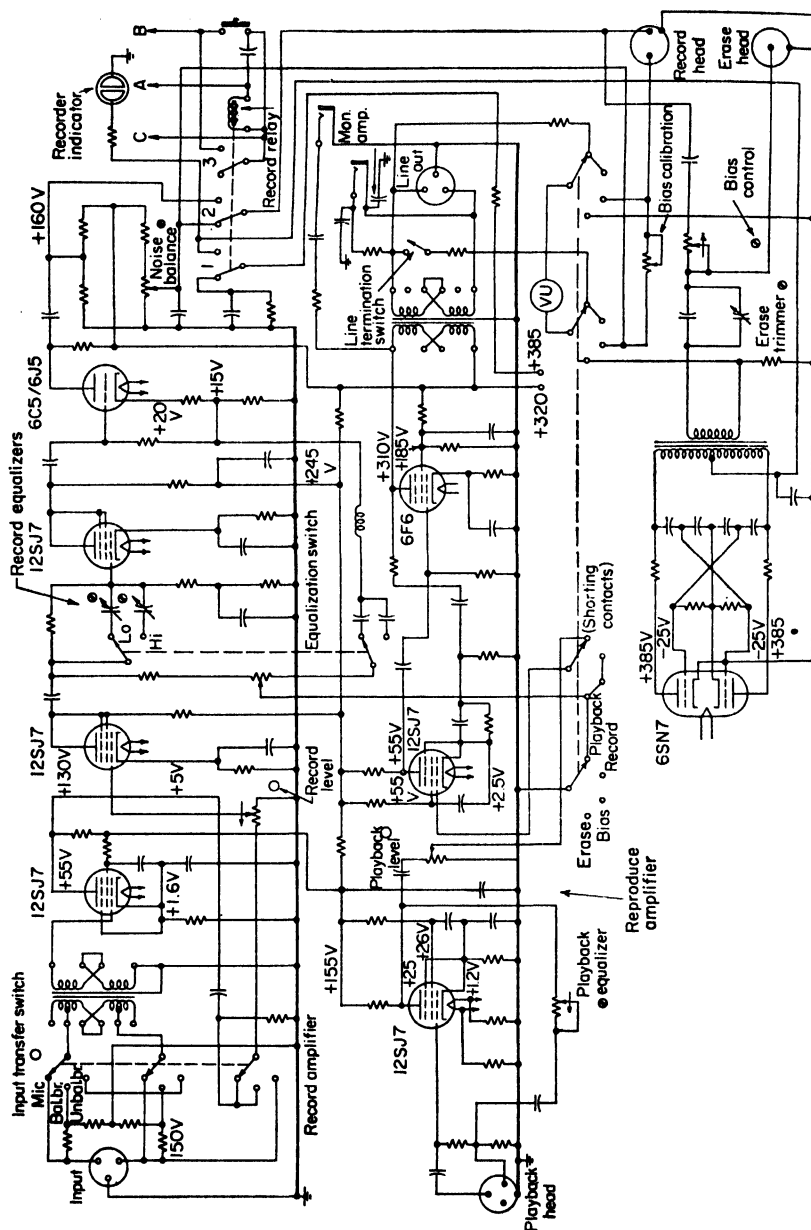 Input transfer switch
Mic
Bal.br.
Unbal.br.
Input
150V
12SJ7
+55V
+1.6V
12SJ7
+130V
+5V
Record level
Record equalizers
Lo
Hi
12SJ7
Equalization switch
+245 V
6C5/6J5
+20 V
+15V
+160V
Noise balance
Recorder indicator
C
A
B
1
2
3
Record relay
Record amplifier
+155V
12SJ7
+25
+26V
+1.2V
Playback level
+55 V
+55V
12SJ7
+2.5V
6F6
+310V
+185V
Line termination switch
Mon. amp.
Line out
+320
+385
VU
Playback head
Playback equalizer
Reproduce amplifier
Erase
Bias
Playback
Record
(Shorting contacts)
Bias calibration
Record head
6SN7
+385V
-25V
-25V
+385
Erase trimmer
Bias control
Erase head